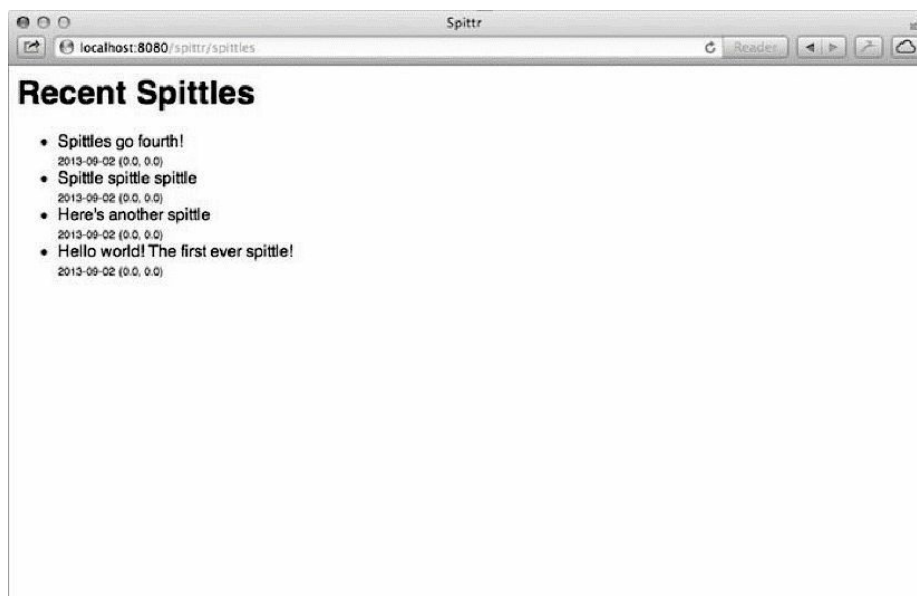 Spittr
localhost:8080/spittr/spittles
Reader
Recent Spittles
• Spittles go fourth!
2013-09-02 (0.0, 0.0)
• Spittle spittle spittle
2013-09-02 (0.0, 0.0)
• Here's another spittle
2013-09-02 (0.0, 0.0)
• Hello world! The first ever spittle!
2013-09-02 (0.0, 0.0)